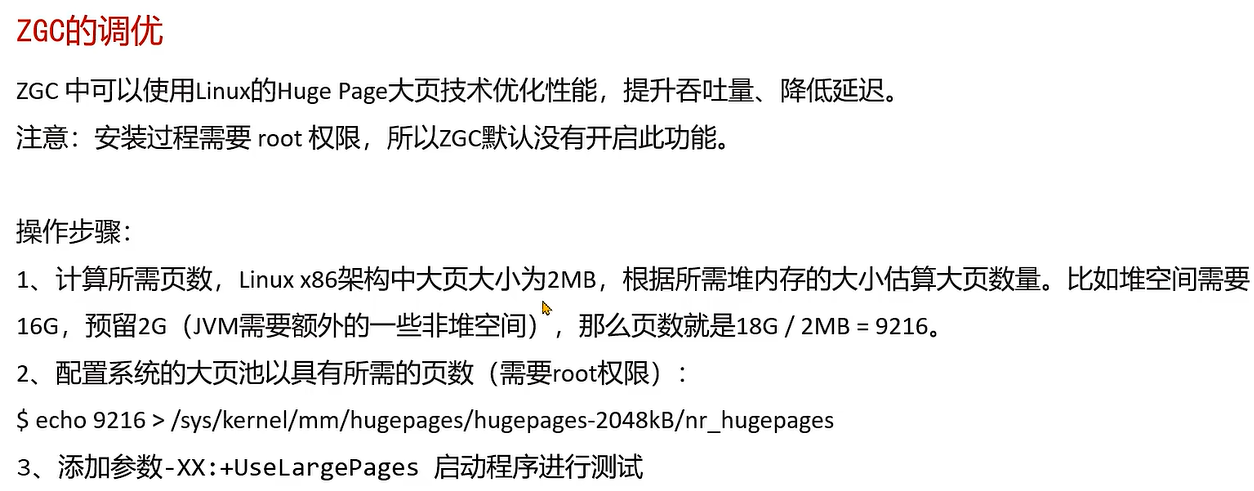 ZGC的调优
ZGC 中可以使用Linux的Huge Page大页技术优化性能，提升吞吐量、降低延迟。
注意：安装过程需要 root 权限，所以ZGC默认没有开启此功能。
操作步骤：
1、计算所需页数，Linux x86架构中大页大小为2MB，根据所需堆内存的大小估算大页数量。比如堆空间需要
16G，预留2G（JVM需要额外的一些非堆空间），那么页数就是18G / 2MB = 9216。
2、配置系统的大页池以具有所需的页数（需要root权限）：
$ echo 9216 > /sys/kernel/mm/hugepages/hugepages-2048kB/nr_hugepages
3、添加参数-XX:+UseLargePages 启动程序进行测试